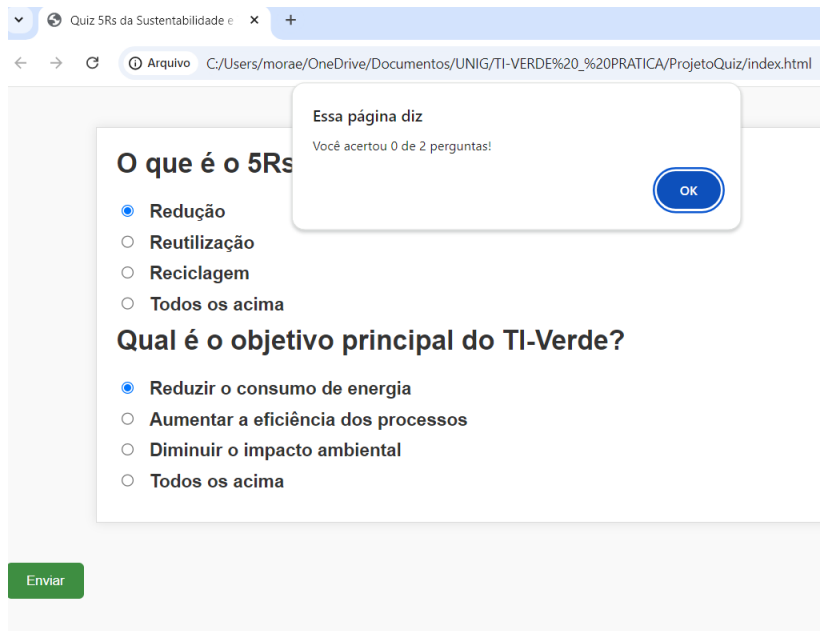 Quiz 5Rs da Sustentabilidade e
Arquivo C:/Users/morae/OneDrive/Documentos/UNIG/TI-VERDE%20_%20PRATICA/ProjetoQuiz/index.html
Essa página diz
Você acertou 0 de 2 perguntas!
OK
O que é o 5Rs
Redução
Reutilização
Reciclagem
Todos os acima
Qual é o objetivo principal do TI-Verde?
Reduzir o consumo de energia
Aumentar a eficiência dos processos
Diminuir o impacto ambiental
Todos os acima
Enviar